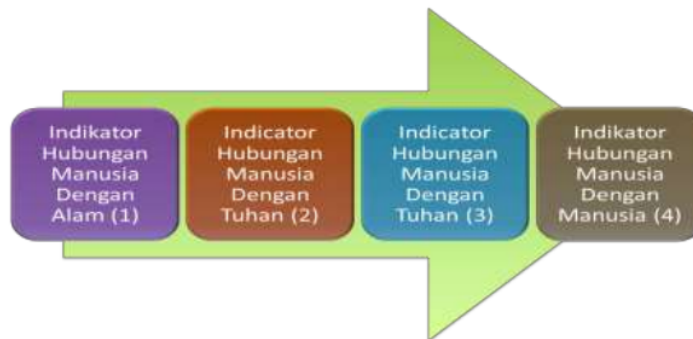 Indikator
Hubungan
Manusia
Dengan
Alam (1)
Indicator
Hubungan
Manusia
Dengan
Tuhan (2)
Indicator
Hubungan
Manusia
Dengan
Tuhan (3)
Indikator
Hubungan
Manusia
Dengan
Manusia (4)